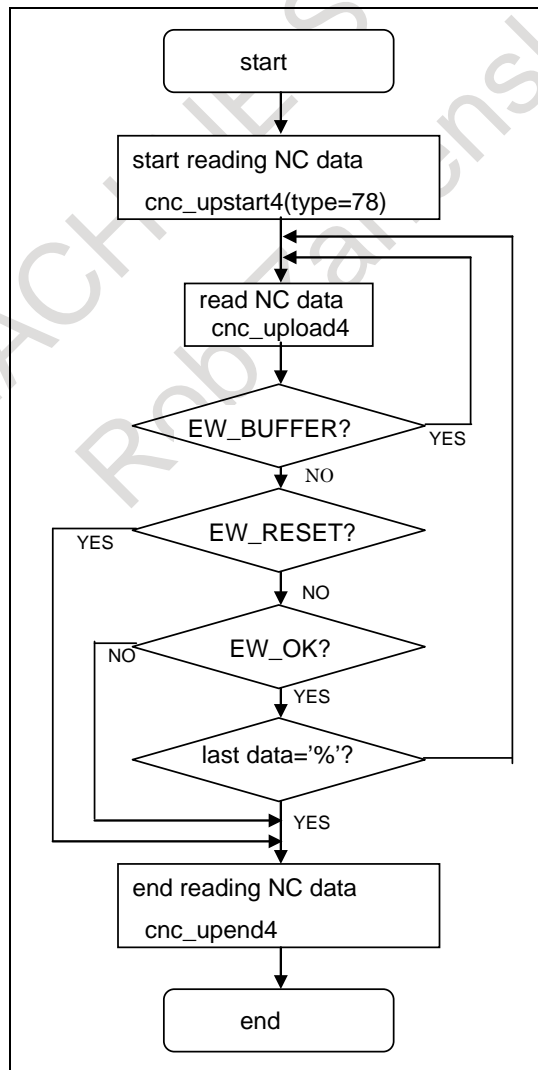 start
start reading NC data
cnc_upstart4(type=78)
read NC data
cnc_upload4
EW_BUFFER?
YES
NO
EW_RESET?
YES
NO
EW_OK?
NO
YES
last data='%'?
YES
end reading NC data
cnc_upend4
end